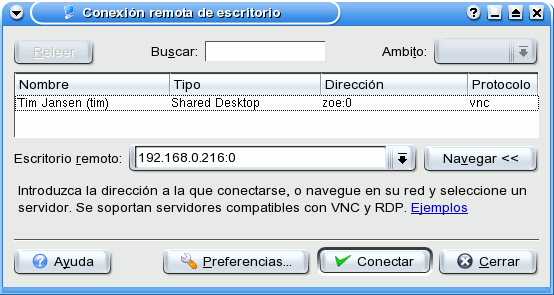 Conexión remota de escritorio
Releer Buscar: Ambito:
Nombre Tipo Dirección Protocolo
Tim Jansen (tim) Shared Desktop zoe:0 vnc
Escritorio remoto: 192.168.0.216:0 Navegar <<
Introduzca la dirección a la que conectarse, o navegue en su red y seleccione un
servidor. Se soportan servidores compatibles con VNC y RDP. Ejemplos
Ayuda Preferencias... Conectar Cerrar